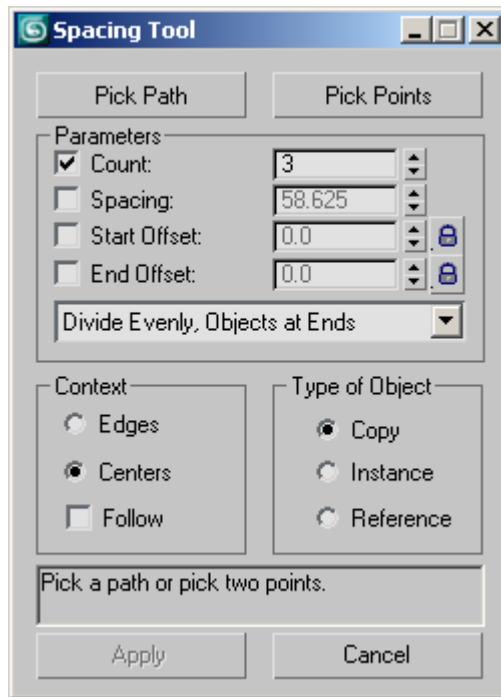 Spacing Tool
Pick Path Pick Points
Parameters
Count: 3
Spacing: 58.625
Start Offset: 0.0
End Offset: 0.0
Divide Evenly, Objects at Ends
Context Type of Object
Edges Copy
Centers Instance
Follow Reference
Pick a path or pick two points.
Apply Cancel